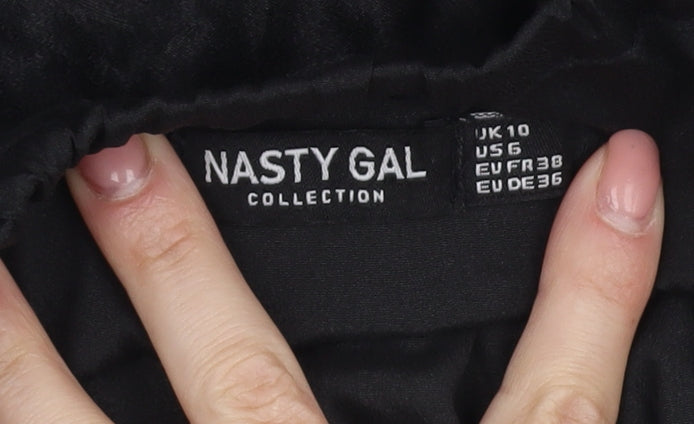 NASTY GAL
COLLECTION
UK 10
US 6
EU FR 38
EU DE 36